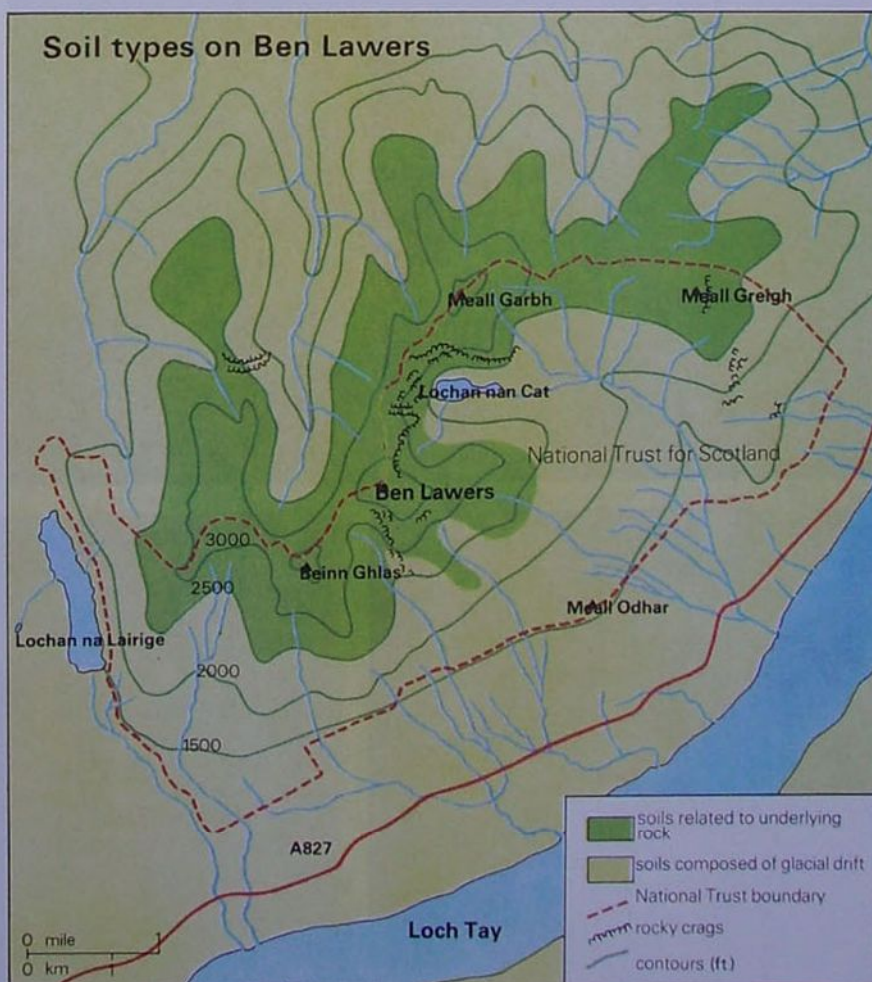 Soil types on Ben Lawers
Meall Garbh
Meall Greigh
Lochan nan Cat
National Trust for Scotland
Ben Lawers
3000
Beinn Ghlas
2500
Meall Odhar
Lochan na Lairige
2000
1500
A827
Loch Tay
0 mile 1
0 km 1
soils related to underlying
rock
soils composed of glacial drift
National Trust boundary
rocky crags
contours (ft.)